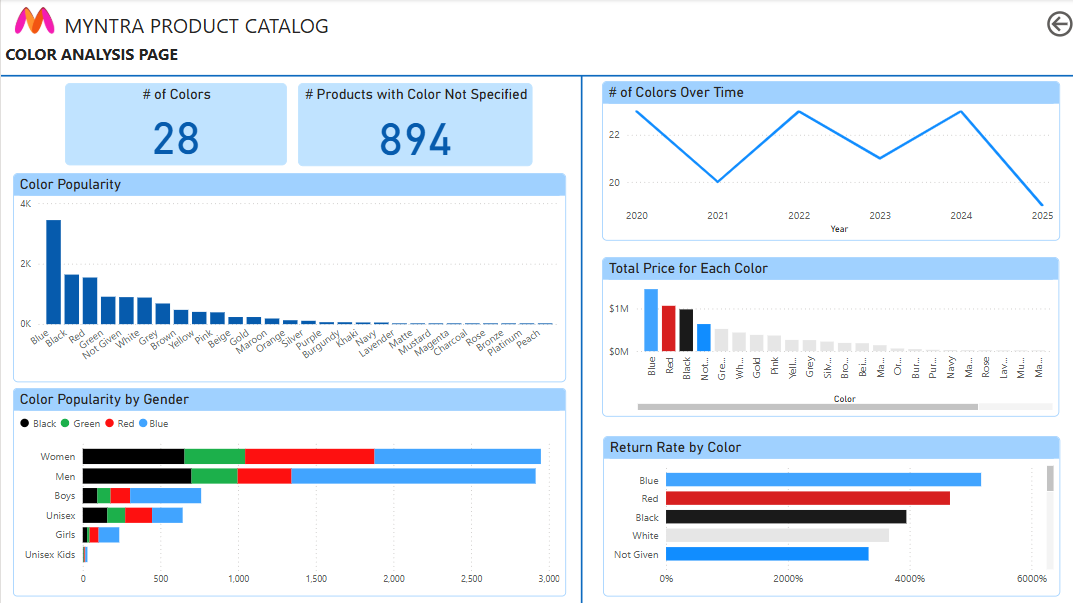 MYNTRA PRODUCT CATALOG
COLOR ANALYSIS PAGE
# of Colors
28
# Products with Color Not Specified
894
Color Popularity
4K
2K
0K
Blue
Black
Red
Green
Not Given
White
Grey
Brown
Yellow
Pink
Beige
Gold
Maroon
Orange
Silver
Purple
Burgundy
Khaki
Navy
Lavender
Matte
Mustard
Magenta
Charcoal
Rose
Bronze
Platinum
Peach
Color Popularity by Gender
Black Green Red Blue
Women
Men
Boys
Unisex
Girls
Unisex Kids
0 500 1,000 1,500 2,000 2,500 3,000
# of Colors Over Time
22
20
2020 2021 2022 2023 2024 2025
Year
Total Price for Each Color
$1M
$0M
Blue
Red
Black
Not...
Gre...
Wh...
Gold
Pink
Yell...
Grey
Silv...
Bro...
Bei...
Ma...
Or...
Bur...
Pur...
Navy
Ma...
Rose
Lav...
Mu...
Ma...
Color
Return Rate by Color
Blue
Red
Black
White
Not Given
0% 2000% 4000% 6000%